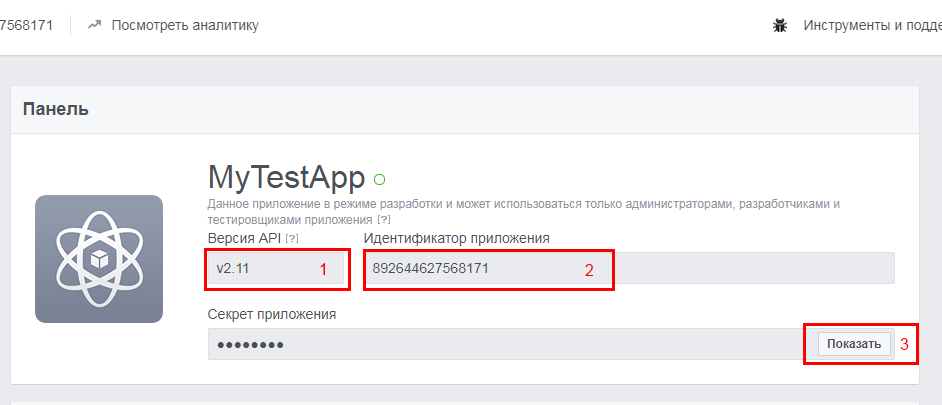 7568171 Посмотреть аналитику Инструменты и подде
Панель
MyTestApp
Данное приложение в режиме разработки и может использоваться только администраторами, разработчиками и
тестировщиками приложения [?]
Версия API [?] Идентификатор приложения
v2.11 1 892644627568171 2
Секрет приложения
●●●●●●●● Показать 3